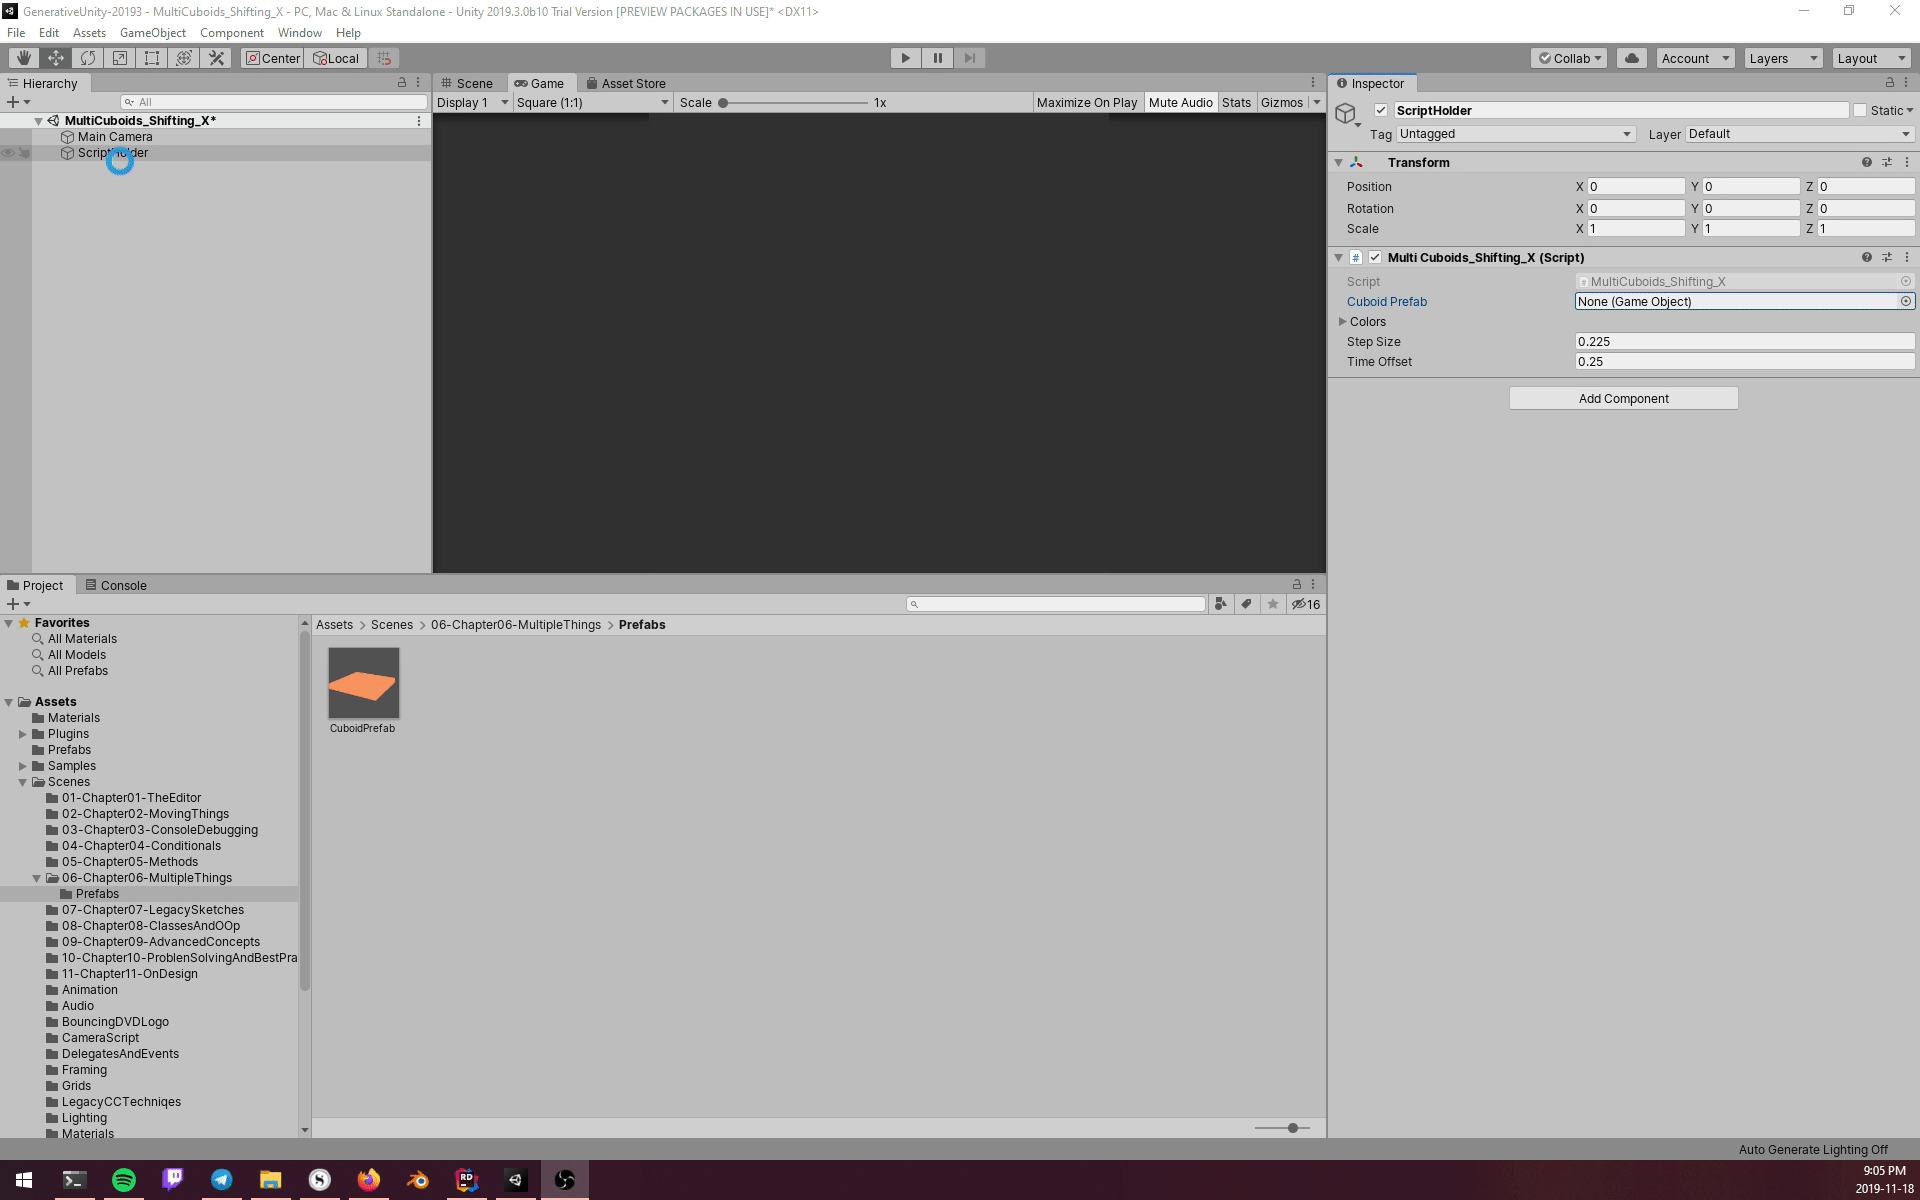 GenerativeUnity-20193 - MultiCuboids_Shifting_X - PC, Mac & Linux Standalone - Unity 2019.3.0b10 Trial Version [PREVIEW PACKAGES IN USE]* <DX11>
File Edit Assets GameObject Component Window Help
Center Local Collab Account Layers Layout
Hierarchy
All
MultiCuboids_Shifting_X*
Main Camera
Scene Game Asset Store
Display 1 Square (1:1) Scale 1x Maximize On Play Mute Audio Stats Gizmos
Inspector
ScriptHolder Static
Tag Untagged Layer Default
Transform
Position X 0 Y 0 Z 0
Rotation X 0 Y 0 Z 0
Scale X 1 Y 1 Z 1
# Multi Cuboids_Shifting_X (Script)
Script MultiCuboids_Shifting_X
Cuboid Prefab None (Game Object)
Colors
Step Size 0.225
Time Offset 0.25
Add Component
Project Console
16
Favorites
All Materials
All Models
All Prefabs
Assets
Materials
Plugins
Prefabs
Samples
Scenes
01-Chapter01-TheEditor
02-Chapter02-MovingThings
03-Chapter03-ConsoleDebugging
04-Chapter04-Conditionals
05-Chapter05-Methods
06-Chapter06-MultipleThings
Prefabs
07-Chapter07-LegacySketches
08-Chapter08-ClassesAndOOp
09-Chapter09-AdvancedConcepts
10-Chapter10-ProblenSolvingAndBestPra
11-Chapter11-OnDesign
Animation
Audio
BouncingDVDLogo
CameraScript
DelegatesAndEvents
Framing
Grids
LegacyCCTechniqes
Lighting
Materials
Assets > Scenes > 06-Chapter06-MultipleThings > Prefabs
CuboidPrefab
Auto Generate Lighting Off
RD
9:05 PM
2019-11-18